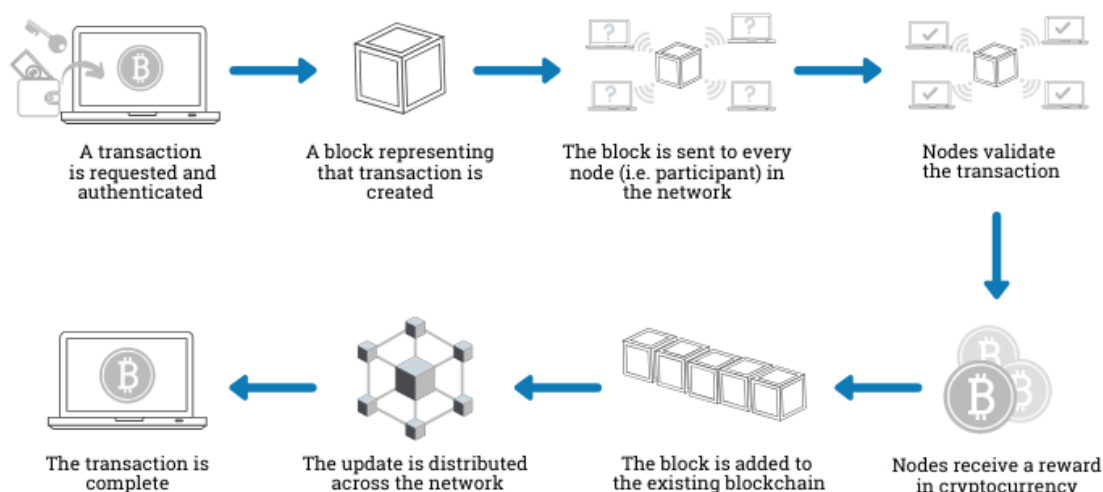 A transaction
is requested and
authenticated
A block representing
that transaction is
created
The block is sent to every
node (i.e. participant) in
the network
Nodes validate
the transaction
Nodes receive a reward
in cryptocurrency
The block is added to
the existing blockchain
The update is distributed
across the network
The transaction is
complete